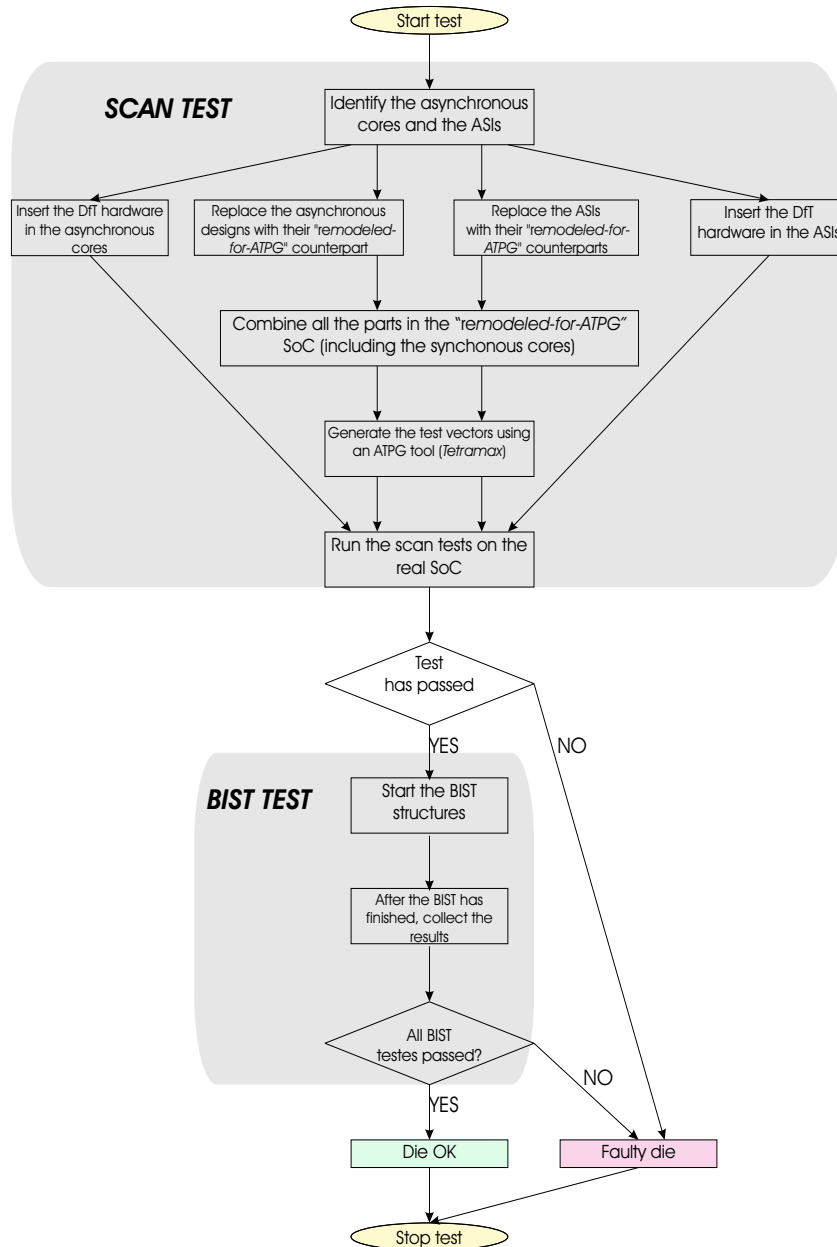 Start test
SCAN TEST
Identify the asynchronous
cores and the ASIs
Insert the DfT hardware
in the asynchronous
cores
Replace the asynchronous
designs with their "remodeled-
for-ATPG" counterpart
Replace the ASIs
with their "remodeled-for-
ATPG" counterparts
Insert the DfT
hardware in the ASIs
Combine all the parts in the “remodeled-for-ATPG”
SoC (including the synchonous cores)
Generate the test vectors using
an ATPG tool (Tetramax)
Run the scan tests on the
real SoC
Test
has passed
YES
NO
BIST TEST
Start the BIST
structures
After the BIST has
finished, collect the
results
All BIST
testes passed?
NO
YES
Die OK
Faulty die
Stop test